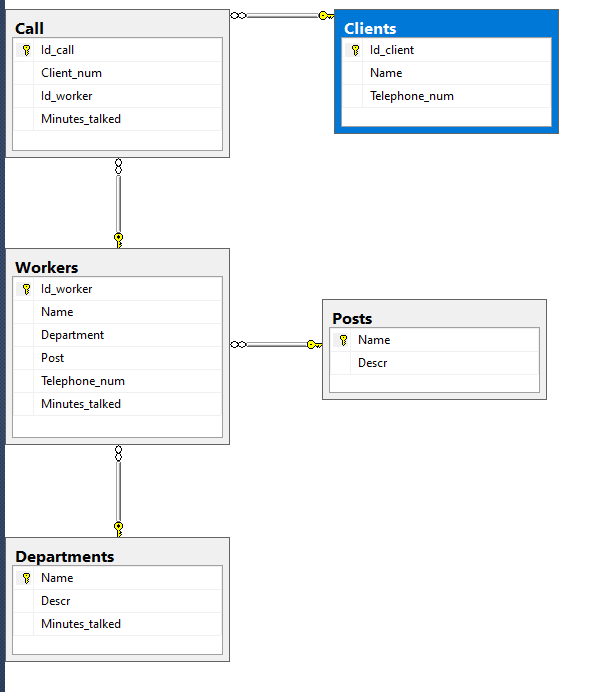 Call
Id_call
Client_num
Id_worker
Minutes_talked
Clients
Id_client
Name
Telephone_num
Workers
Id_worker
Name
Department
Post
Telephone_num
Minutes_talked
Posts
Name
Descr
Departments
Name
Descr
Minutes_talked